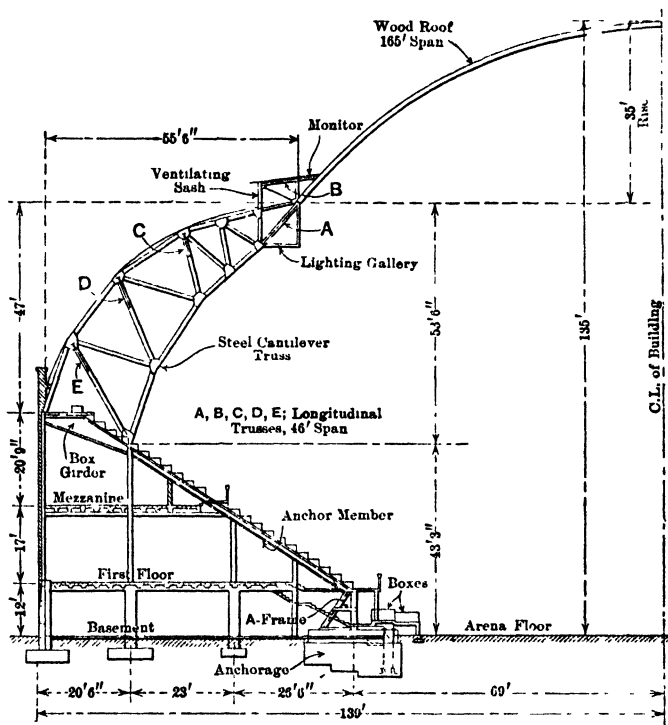 Wood Roof
165' Span
35'
Rise
55'6"
Monitor
Ventilating
Sash
B
A
C
Lighting Gallery
D
47'
53'6"
135'
C.L. of Building
Steel Cantilever
Truss
E
A, B, C, D, E; Longitudinal
Trusses, 46' Span
Box
Girder
20'9"
Mezzanine
Anchor Member
43'3"
17'
First Floor
Boxes
12'
A-Frame
Basement
Arena Floor
Anchorage
20'6"
23'
26'6"
69'
139'